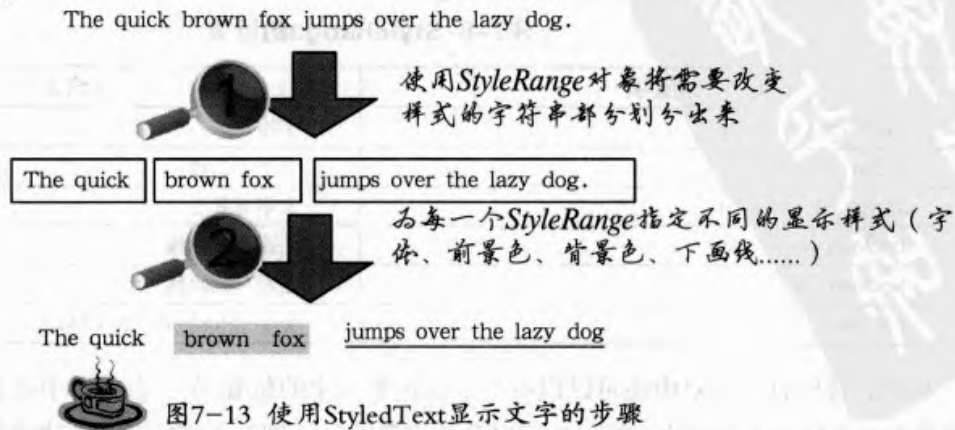 The quick brown fox jumps over the lazy dog.
1
使用StyleRange对象将需要改变
样式的字符串部分划分出来
The quick brown fox jumps over the lazy dog.
2
为每一个StyleRange指定不同的显示样式（字
体、前景色、背景色、下画线……）
The quick brown fox jumps over the lazy dog
图7-13 使用StyledText显示文字的步骤